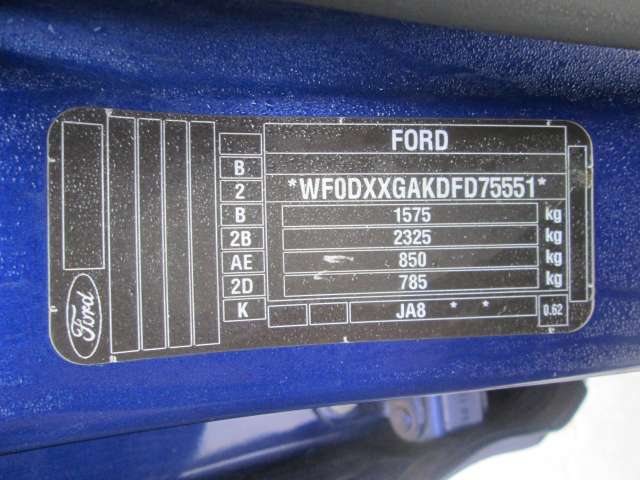 FORD
B
2 *WF0DXXGAKDFD75551*
B 1575 kg
2B 2325 kg
AE 850 kg
2D 785 kg
K JA8 * * 0.62
Ford